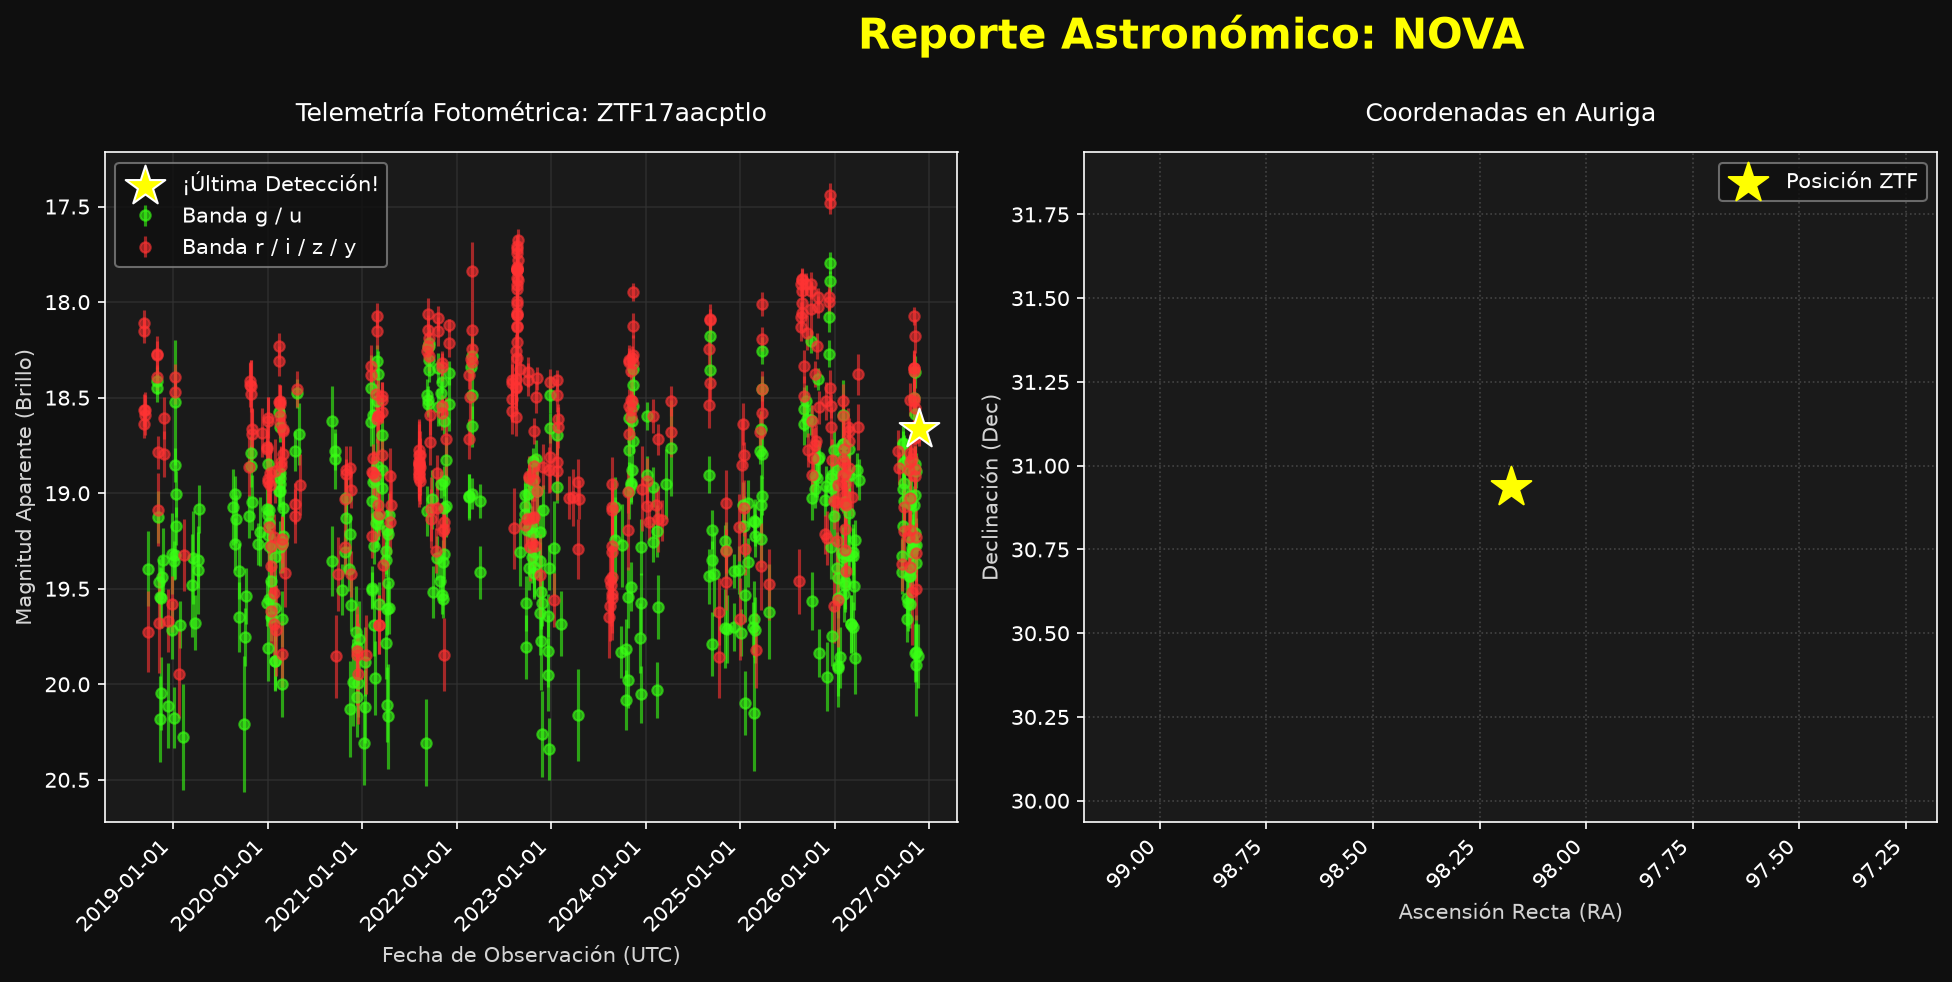 Reporte Astronómico: NOVA
Telemetría Fotométrica: ZTF17aacptlo
¡Última Detección!
Banda g / u
Banda r / i / z / y
Magnitud Aparente (Brillo)
17.5
18.0
18.5
19.0
19.5
20.0
20.5
2019-01-01
2020-01-01
2021-01-01
2022-01-01
2023-01-01
2024-01-01
2025-01-01
2026-01-01
2027-01-01
Fecha de Observación (UTC)
Coordenadas en Auriga
Posición ZTF
Declinación (Dec)
31.75
31.50
31.25
31.00
30.75
30.50
30.25
30.00
99.00
98.75
98.50
98.25
98.00
97.75
97.50
97.25
Ascensión Recta (RA)